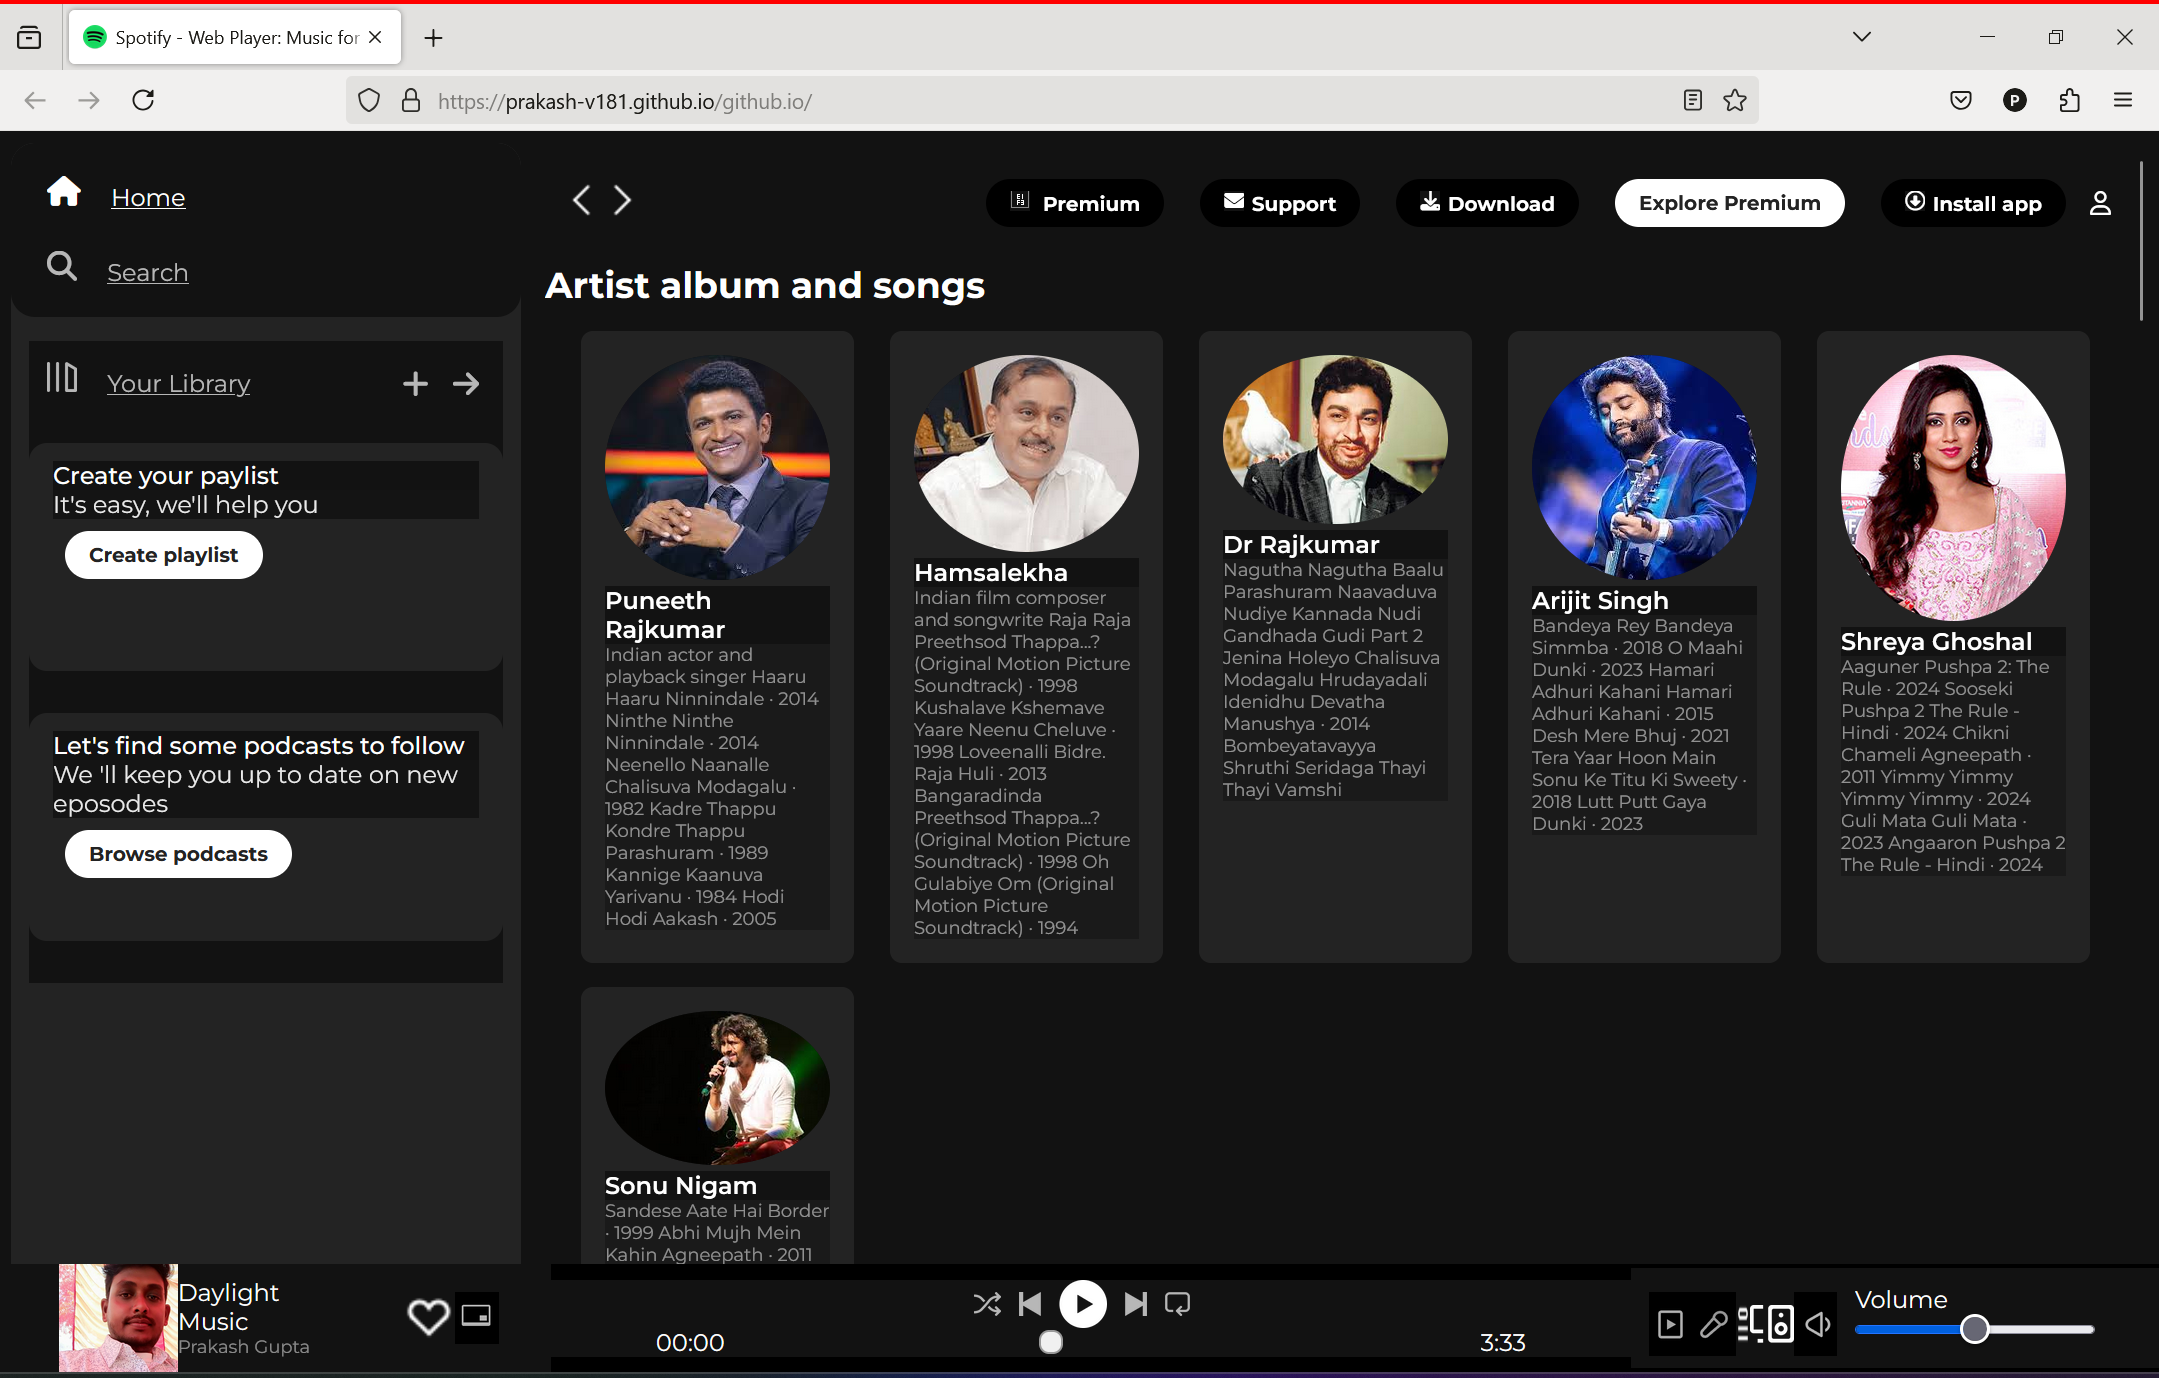 Spotify - Web Player: Music for
https://prakash-v181.github.io/github.io/
P
Home
Search
Your Library
Create your paylist
It's easy, we'll help you
Create playlist
Let's find some podcasts to follow
We 'll keep you up to date on new
eposodes
Browse podcasts
Premium
Support
Download
Explore Premium
Install app
Artist album and songs
Puneeth
Rajkumar
Indian actor and
playback singer Haaru
Haaru Ninnindale · 2014
Ninthe Ninthe
Ninnindale · 2014
Neenello Naanalle
Chalisuva Modagalu ·
1982 Kadre Thappu
Kondre Thappu
Parashuram · 1989
Kannige Kaanuva
Yarivanu · 1984 Hodi
Hodi Aakash · 2005
Hamsalekha
Indian film composer
and songwrite Raja Raja
Preethsod Thappa...?
(Original Motion Picture
Soundtrack) · 1998
Kushalave Kshemave
Yaare Neenu Cheluve ·
1998 Loveenalli Bidre.
Raja Huli · 2013
Bangaradinda
Preethsod Thappa...?
(Original Motion Picture
Soundtrack) · 1998 Oh
Gulabiye Om (Original
Motion Picture
Soundtrack) · 1994
Dr Rajkumar
Nagutha Nagutha Baalu
Parashuram Naavaduva
Nudiye Kannada Nudi
Gandhada Gudi Part 2
Jenina Holeyo Chalisuva
Modagalu Hrudayadali
Idenidhu Devatha
Manushya · 2014
Bombeyatavayya
Shruthi Seridaga Thayi
Thayi Vamshi
Arijit Singh
Bandeya Rey Bandeya
Simmba · 2018 O Maahi
Dunki · 2023 Hamari
Adhuri Kahani Hamari
Adhuri Kahani · 2015
Desh Mere Bhuj · 2021
Tera Yaar Hoon Main
Sonu Ke Titu Ki Sweety ·
2018 Lutt Putt Gaya
Dunki · 2023
Shreya Ghoshal
Aaguner Pushpa 2: The
Rule · 2024 Sooseki
Pushpa 2 The Rule -
Hindi · 2024 Chikni
Chameli Agneepath ·
2011 Yimmy Yimmy
Yimmy Yimmy · 2024
Guli Mata Guli Mata ·
2023 Angaaron Pushpa 2
The Rule - Hindi · 2024
Sonu Nigam
Sandese Aate Hai Border
· 1999 Abhi Mujh Mein
Kahin Agneepath · 2011
Daylight
Music
Prakash Gupta
00:00
3:33
Volume